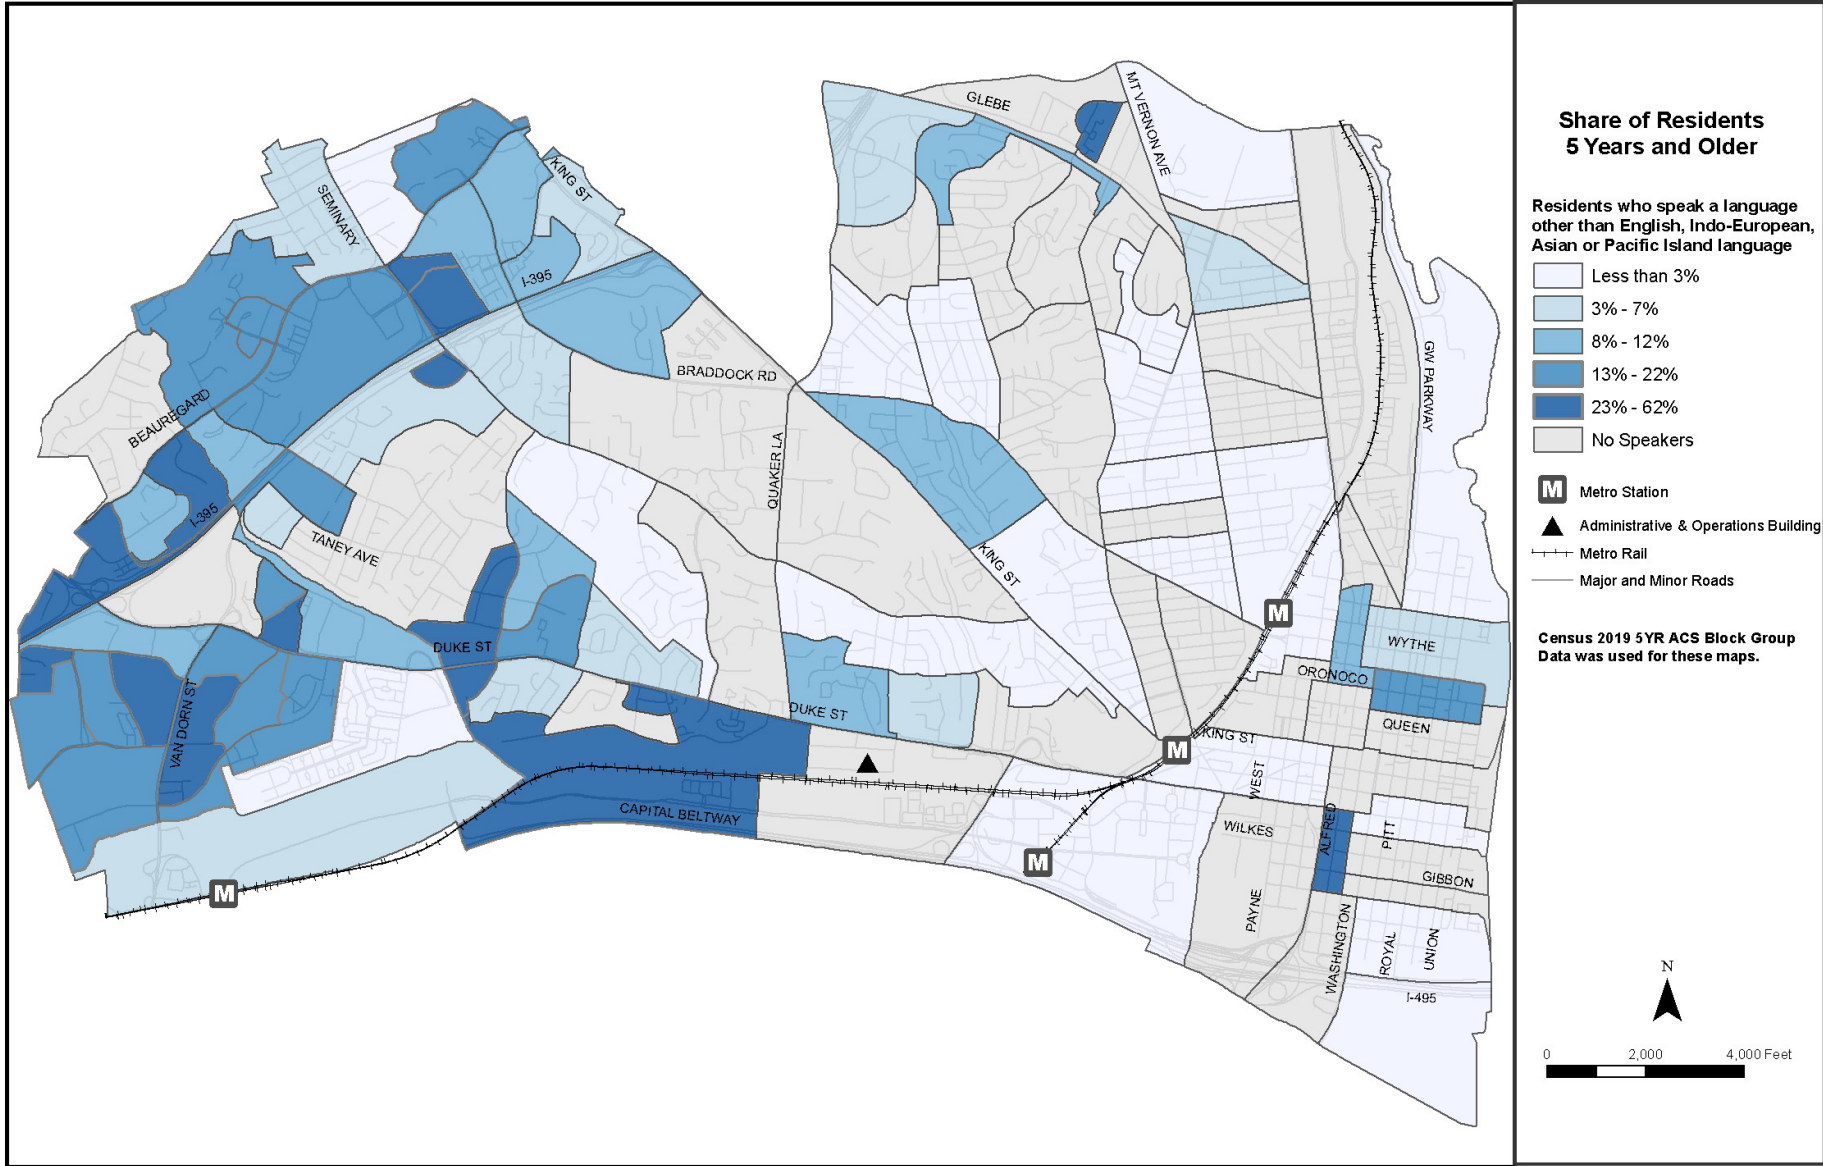 Share of Residents
5 Years and Older
Residents who speak a language
other than English, Indo-European,
Asian or Pacific Island language
Less than 3%
3% - 7%
8% - 12%
13% - 22%
23% - 62%
No Speakers
M Metro Station
Administrative & Operations Building
Metro Rail
Major and Minor Roads
Census 2019 5YR ACS Block Group
Data was used for these maps.
N
0 2,000 4,000 Feet
GLEBE
MT VERNON AVE
KING ST
SEMINARY
I-395
BRADDOCK RD
GW PARKWAY
BEAUREGARD
QUAKER LA
I-395
TANEY AVE
KING ST
M
DUKE ST
WYTHE
ORONOCO
VAN DORN ST
DUKE ST
QUEEN
KING ST
M
WEST
CAPITAL BELTWAY
WILKES
ALFRED
PITT
M
GIBBON
M
PAYNE
WASHINGTON
ROYAL
UNION
I-495